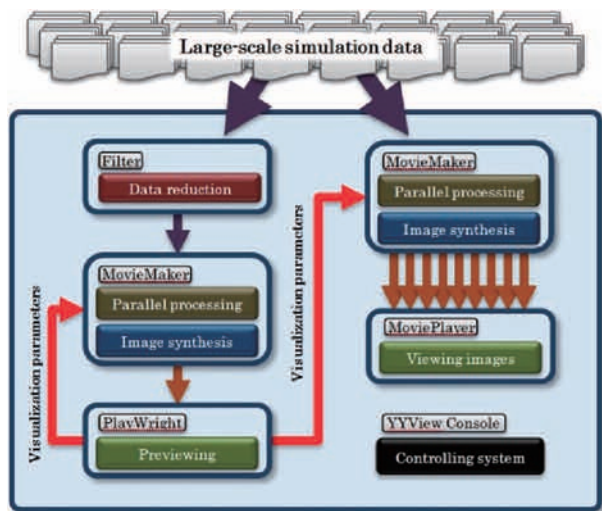 Large-scale simulation data
Filter
Data reduction
MovieMaker
Parallel processing
Image synthesis
PlayWright
Previewing
Visualization parameters
Visualization parameters
MovieMaker
Parallel processing
Image synthesis
MoviePlayer
Viewing images
YYView Console
Controlling system